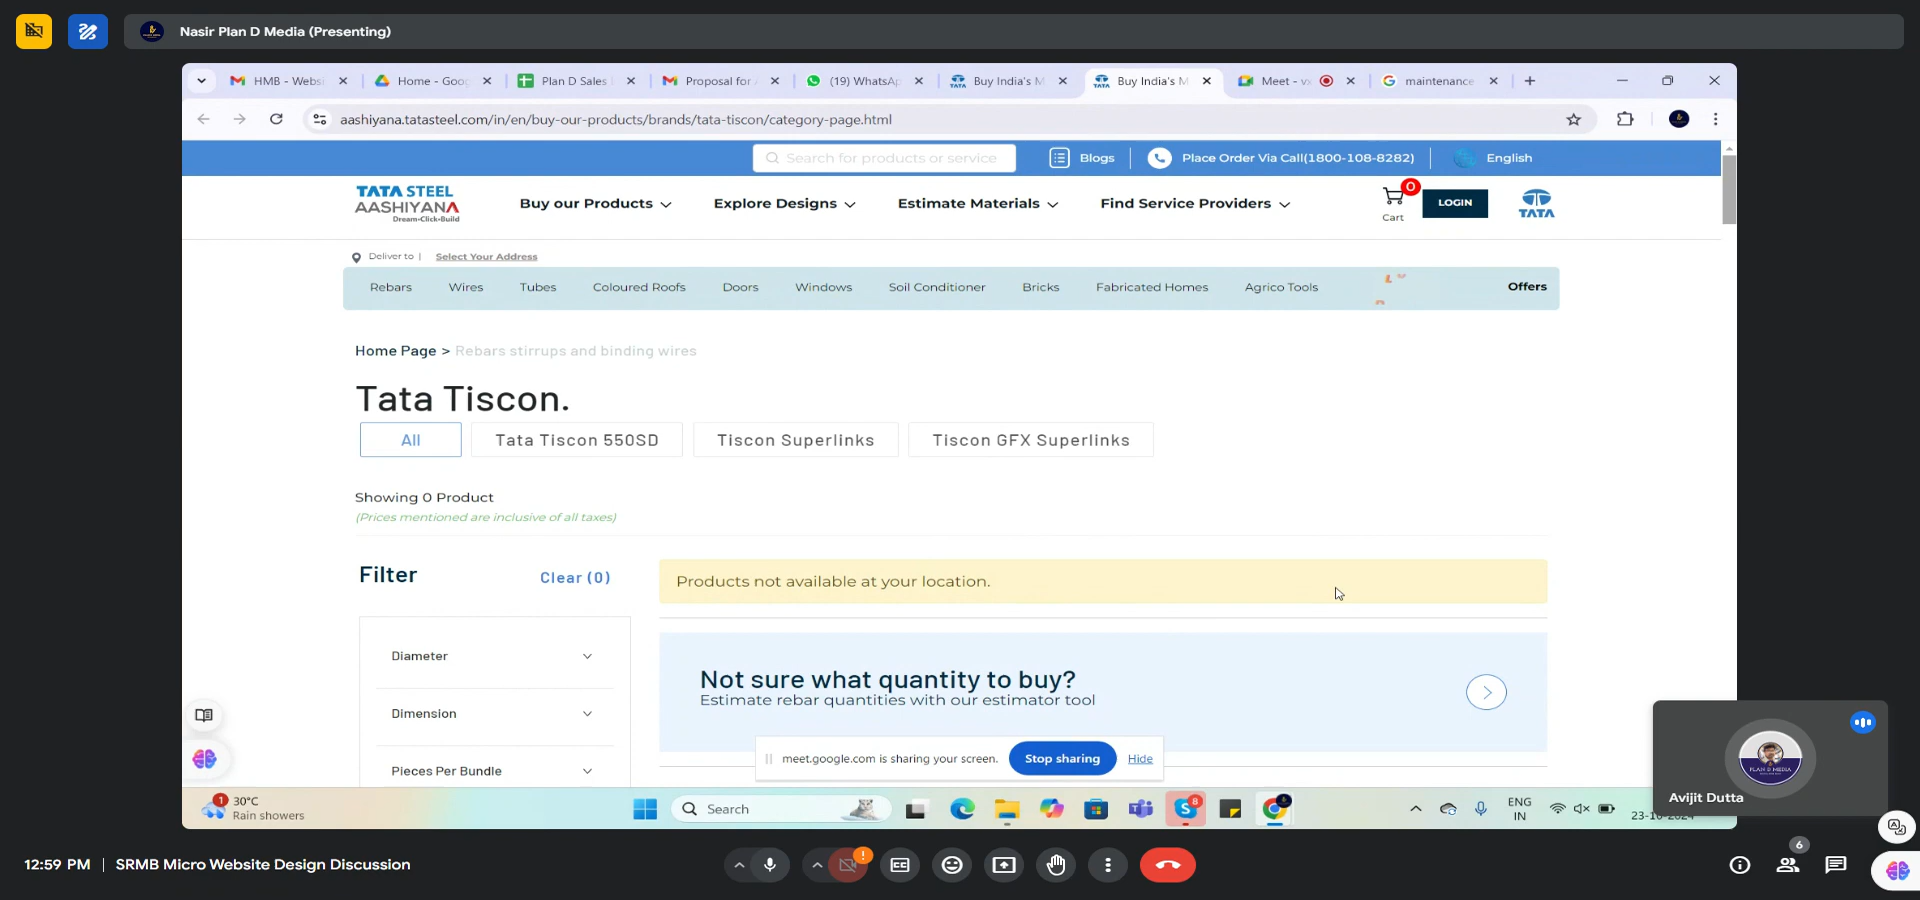 Nasir Plan D Media (Presenting)
HMB - Webs
Home - Goo
Plan D Sales
Proposal for
(19) WhatsAp
Buy India's M
Buy India's M
Meet - vx
maintenance
aashiyana.tatasteel.com/in/en/buy-our-products/brands/tata-tiscon/category-page.html
Search for products or service
Blogs
Place Order Via Call(1800-108-8282)
English
TATA STEEL
AASHIYANA
Dream-Click-Build
Buy our Products
Explore Designs
Estimate Materials
Find Service Providers
0
Cart
LOGIN
TATA
Deliver to |
Select Your Address
Rebars
Wires
Tubes
Coloured Roofs
Doors
Windows
Soil Conditioner
Bricks
Fabricated Homes
Agrico Tools
Offers
Home Page > Rebars stirrups and binding wires
Tata Tiscon.
All
Tata Tiscon 550SD
Tiscon Superlinks
Tiscon GFX Superlinks
Showing 0 Product
(Prices mentioned are inclusive of all taxes)
Filter
Clear (0)
Products not available at your location.
Diameter
Dimension
Pieces Per Bundle
Not sure what quantity to buy?
Estimate rebar quantities with our estimator tool
meet.google.com is sharing your screen.
Stop sharing
Hide
PLAN D MEDIA
Avijit Dutta
1
30°C
Rain showers
Search
8
ENG
IN
12:59 PM | SRMB Micro Website Design Discussion
6